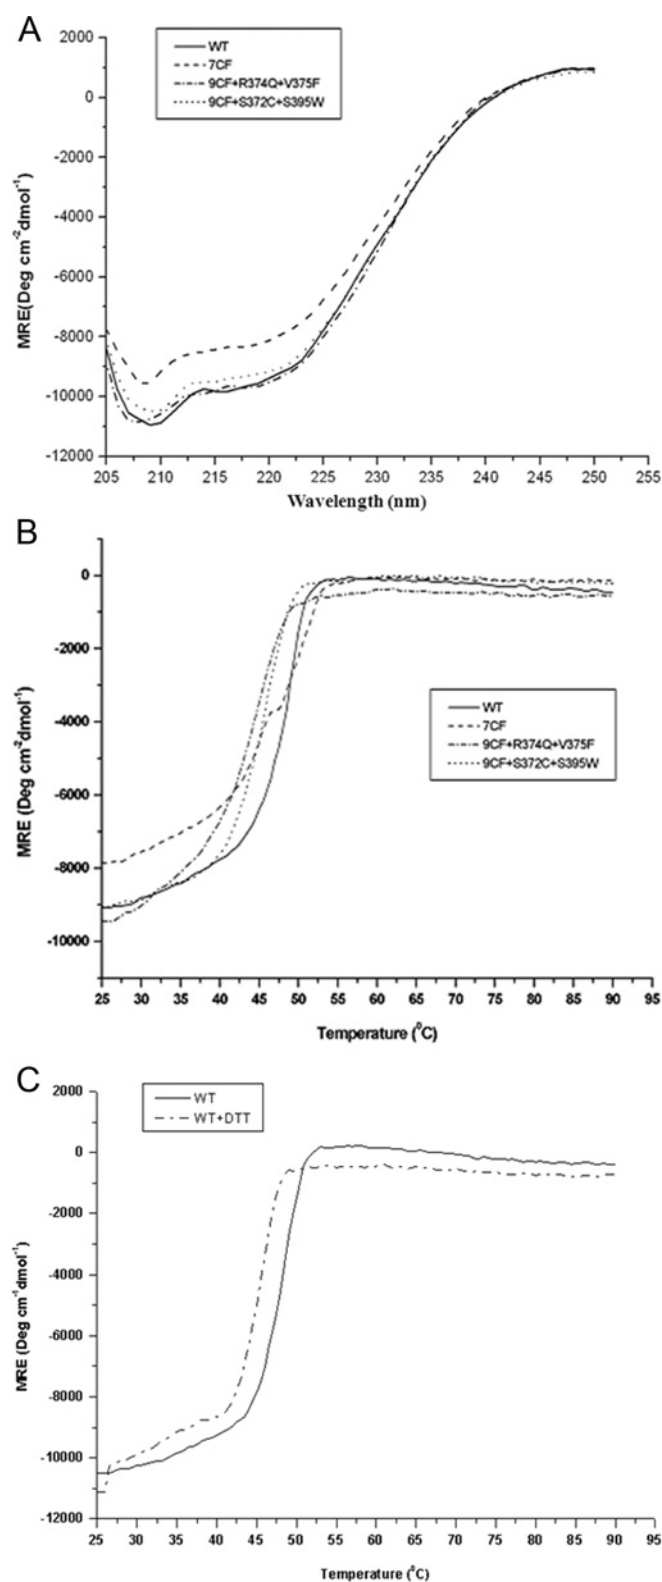 A
2000
0
-2000
-4000
-6000
-8000
-10000
-12000
MRE(Deg cm⁻²dmol⁻¹)
WT
7CF
9CF+R374Q+V375F
9CF+S372C+S395W
205 210 215 220 225 230 235 240 245 250 255
Wavelength (nm)
B
0
-2000
-4000
-6000
-8000
-10000
MRE (Deg cm⁻²dmol⁻¹)
WT
7CF
9CF+R374Q+V375F
9CF+S372C+S395W
25 30 35 40 45 50 55 60 65 70 75 80 85 90 95
Temperature (⁰C)
C
2000
0
-2000
-4000
-6000
-8000
-10000
-12000
MRE (Deg cm⁻¹dmol⁻¹)
WT
WT+DTT
25 30 35 40 45 50 55 60 65 70 75 80 85 90 95
Temperature (⁰C)